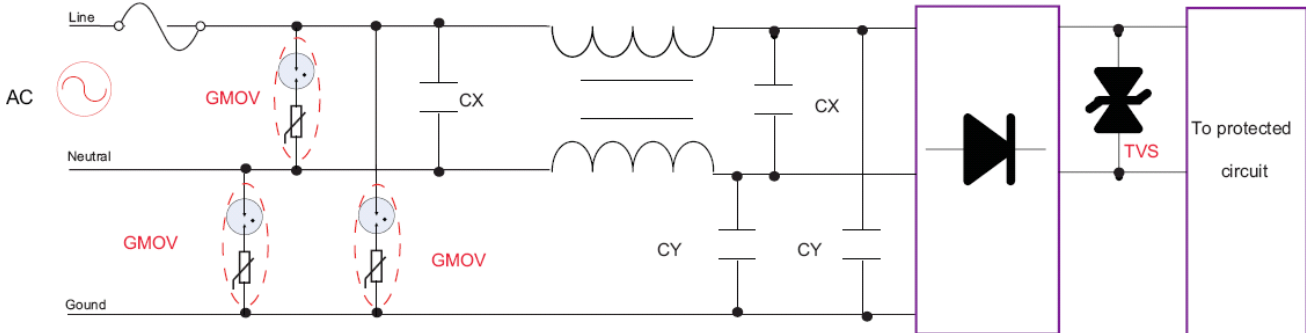 Line
AC
GMOV
CX
CX
Neutral
TVS
To protected
circuit
GMOV
GMOV
CY
CY
Gound